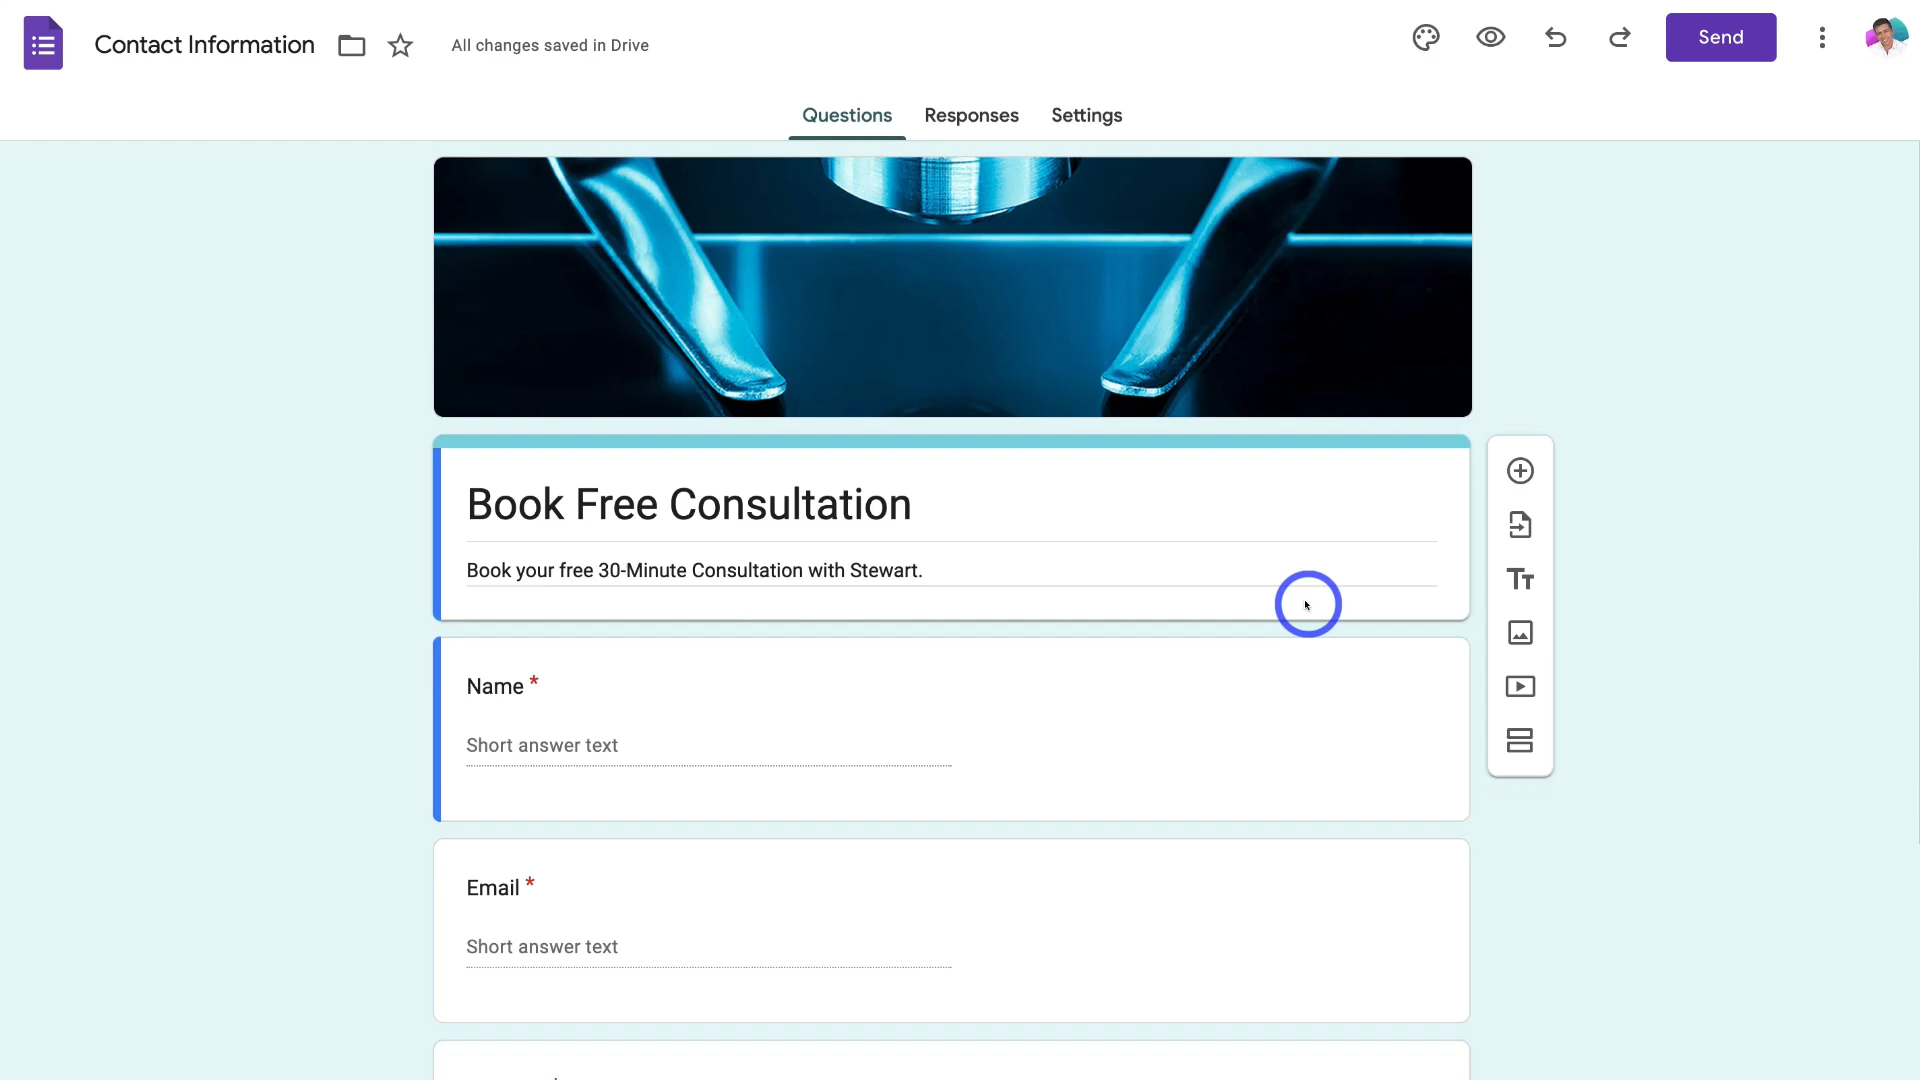 Contact Information
All changes saved in Drive
Send
Questions
Responses
Settings
Book Free Consultation
Book your free 30-Minute Consultation with Stewart.
Name *
Short answer text
Email *
Short answer text